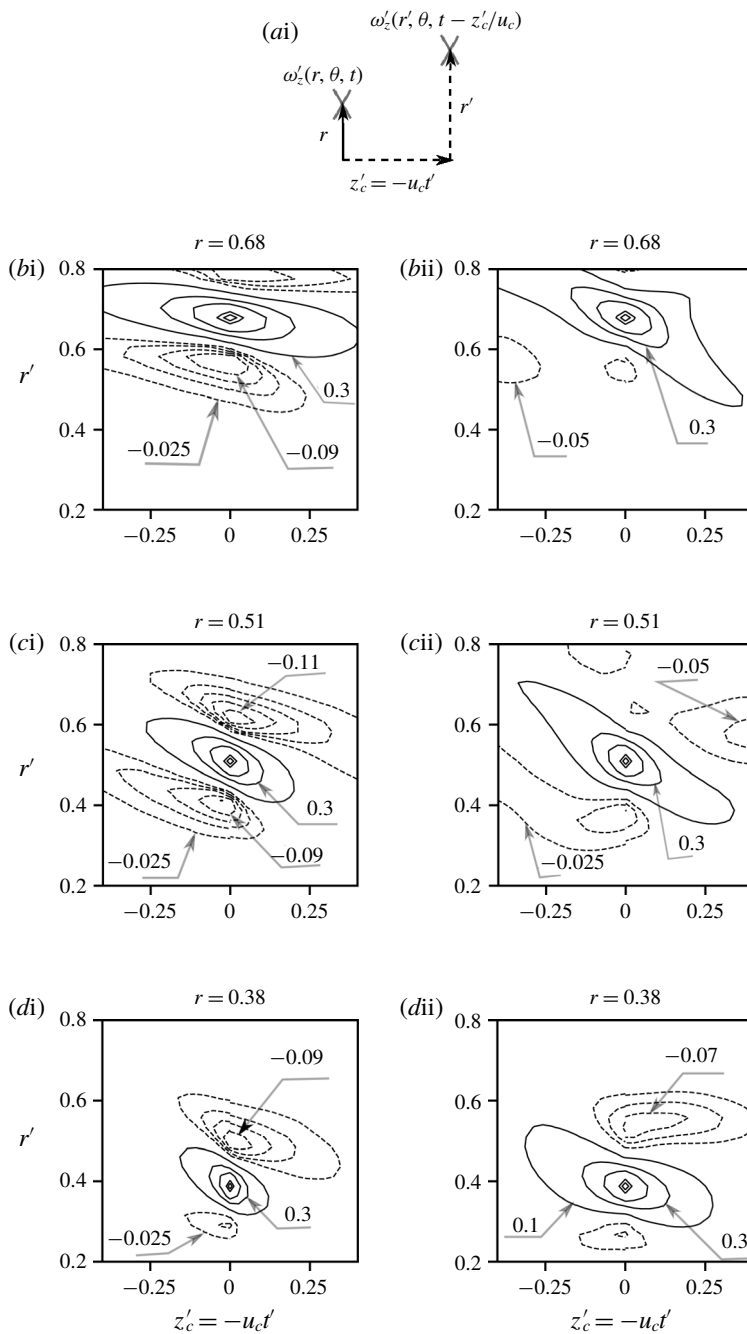 (ai)
ω′z(r′, θ, t − z′c/uc)
ω′z(r, θ, t)
r
r′
z′c = −uct′
(bi) r = 0.68
r′
0.8
0.6
0.4
0.2
−0.25 0 0.25
0.3
−0.025
−0.09
(bii) r = 0.68
0.8
0.6
0.4
0.2
−0.25 0 0.25
−0.05
0.3
(ci) r = 0.51
r′
0.8
0.6
0.4
0.2
−0.25 0 0.25
−0.11
0.3
−0.025
−0.09
(cii) r = 0.51
0.8
0.6
0.4
0.2
−0.25 0 0.25
−0.05
0.3
−0.025
(di) r = 0.38
r′
0.8
0.6
0.4
0.2
−0.25 0 0.25
z′c = −uct′
−0.09
0.3
−0.025
(dii) r = 0.38
0.8
0.6
0.4
0.2
−0.25 0 0.25
z′c = −uct′
−0.07
0.1
0.3